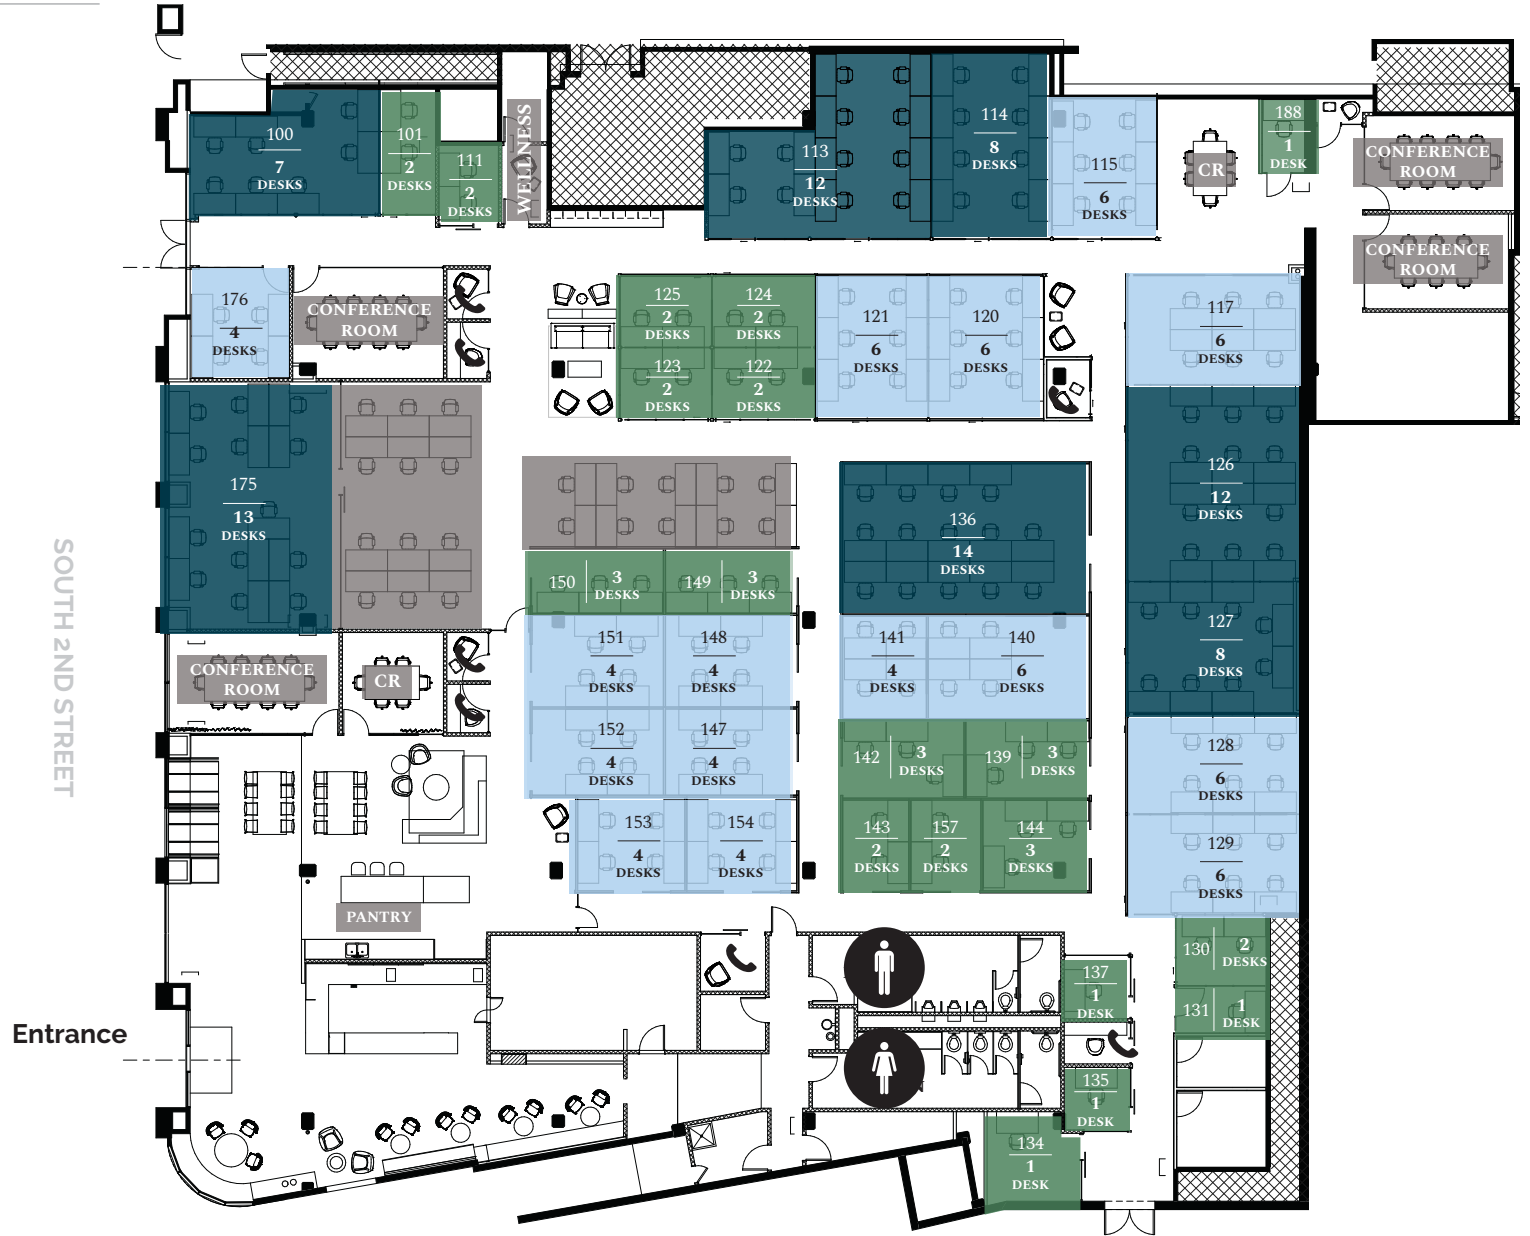 100
7
DESKS
101
2
DESKS
111
2
DESKS
WELLNESS
113
12
DESKS
114
8
DESKS
115
6
DESKS
CR
188
1
DESK
CONFERENCE
ROOM
CONFERENCE
ROOM
176
4
DESKS
CONFERENCE
ROOM
125
2
DESKS
124
2
DESKS
123
2
DESKS
122
2
DESKS
121
6
DESKS
120
6
DESKS
117
6
DESKS
175
13
DESKS
126
12
DESKS
136
14
DESKS
150
3
DESKS
149
3
DESKS
127
8
DESKS
151
4
DESKS
148
4
DESKS
141
4
DESKS
140
6
DESKS
CONFERENCE
ROOM
CR
152
4
DESKS
147
4
DESKS
142
3
DESKS
139
3
DESKS
128
6
DESKS
153
4
DESKS
154
4
DESKS
143
2
DESKS
157
2
DESKS
144
3
DESKS
129
6
DESKS
PANTRY
130
2
DESKS
131
1
DESK
137
1
DESK
135
1
DESK
134
1
DESK
SOUTH 2ND STREET
Entrance